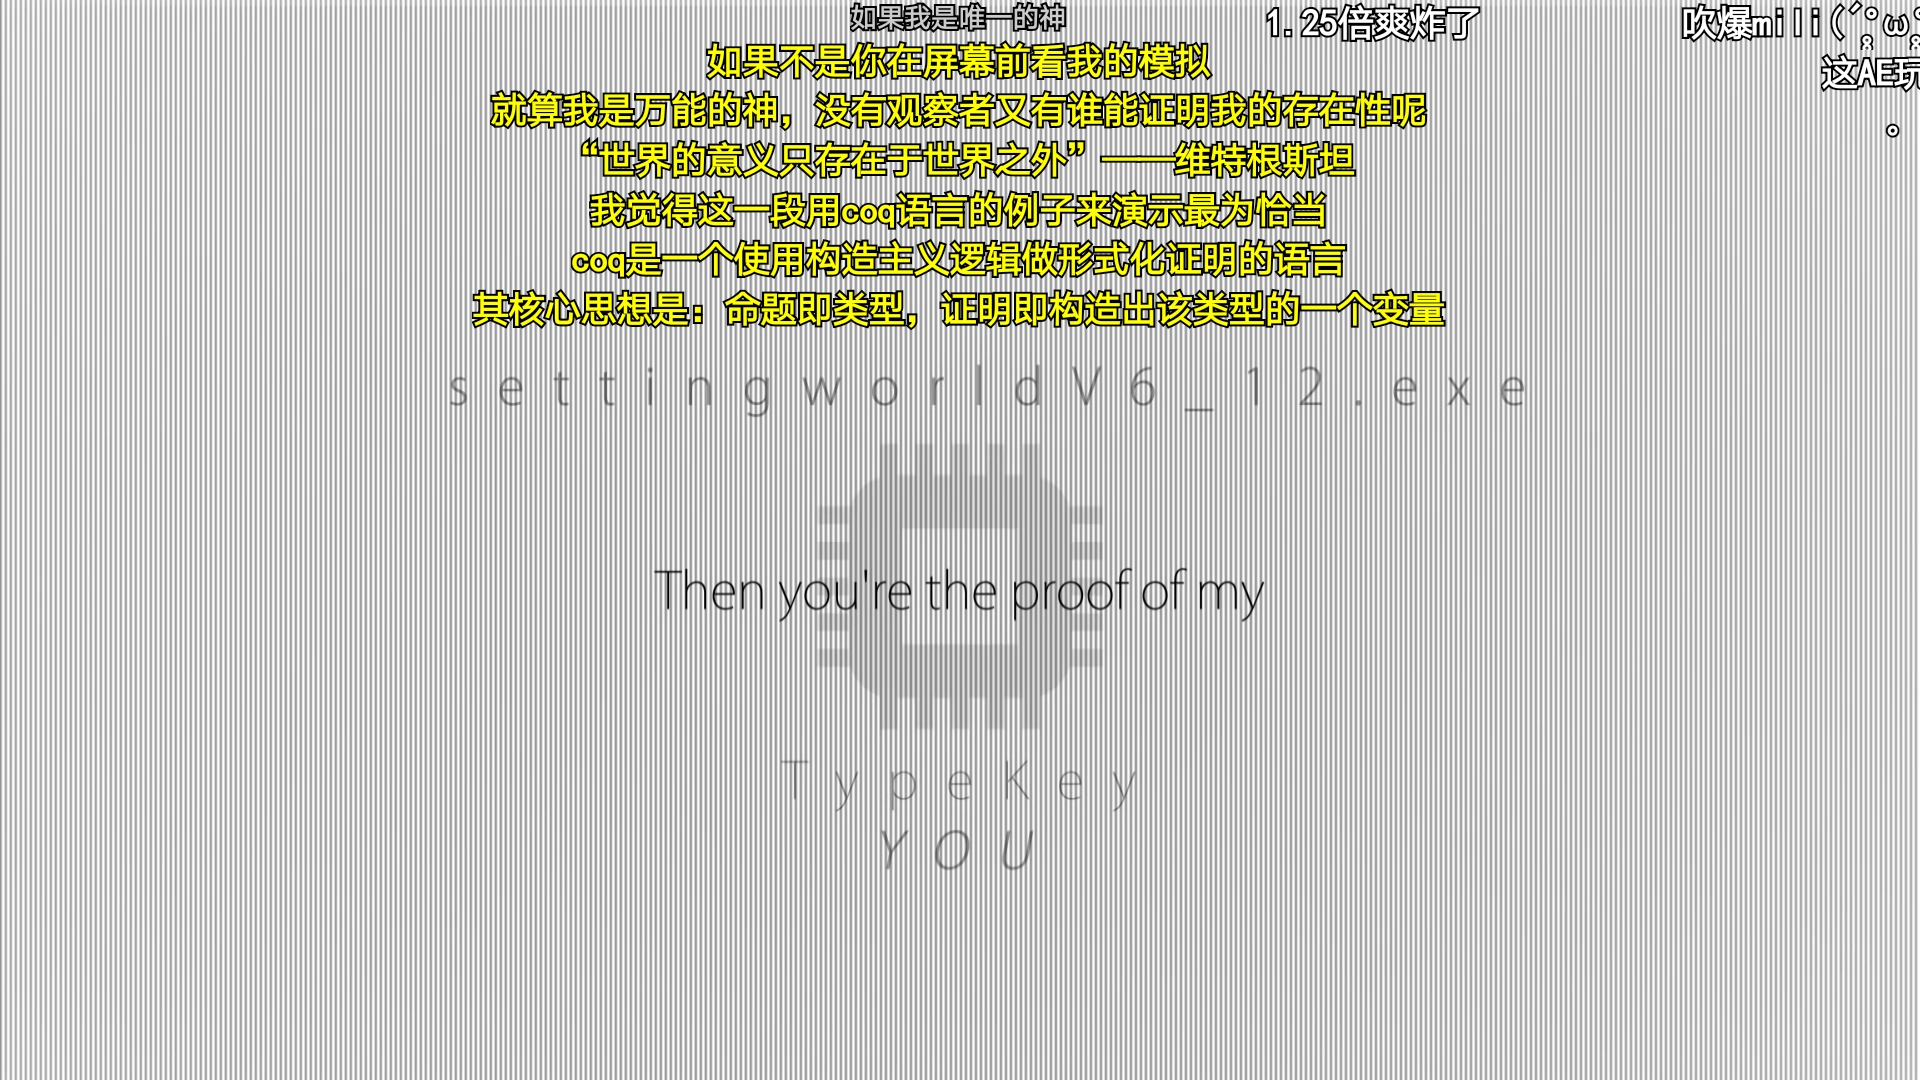 如果我是唯一的神
1.25倍爽炸了
吹爆mili(´;ω;
如果不是你在屏幕前看我的模拟
这AE玩
就算我是万能的神，没有观察者又有谁能证明我的存在性呢
。
“世界的意义只存在于世界之外”——维特根斯坦
我觉得这一段用coq语言的例子来演示最为恰当
coq是一个使用构造主义逻辑做形式化证明的语言
其核心思想是：命题即类型，证明即构造出该类型的一个变量
settingworldV6_12.exe
Then you're the proof of my
TypeKey
YOU